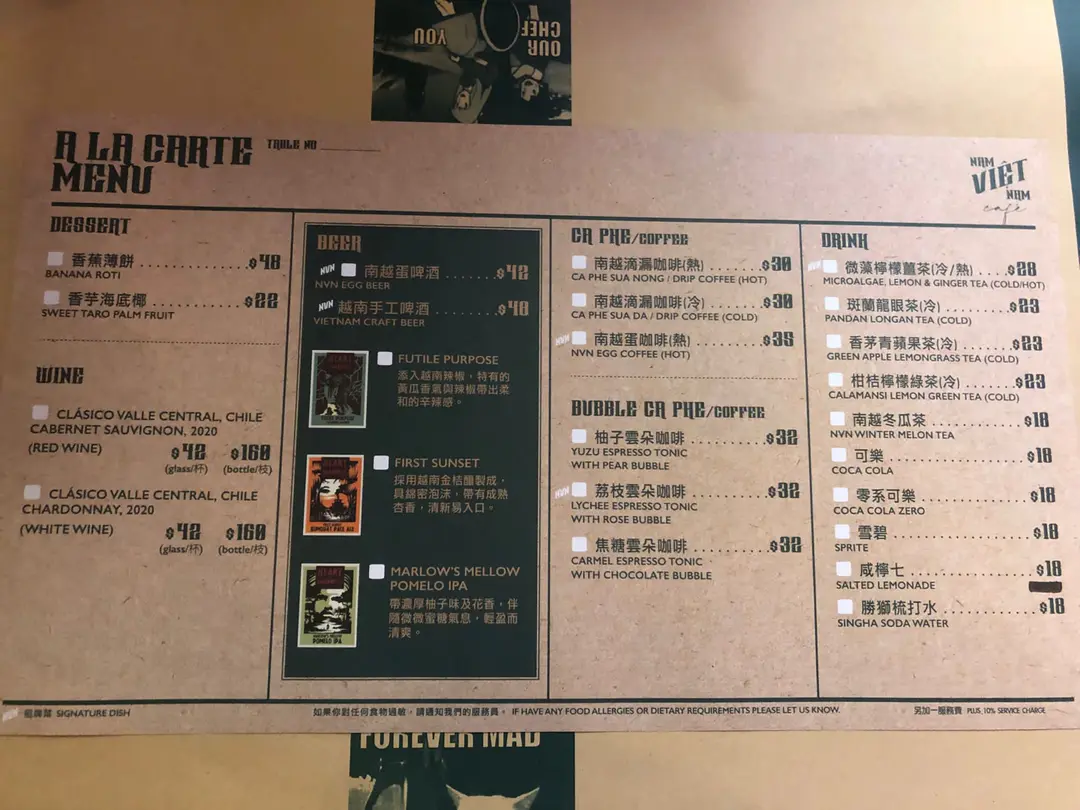 OUR
CHEF
YOU
A LA CARTE
MENU
TABLE NO
NAM
VIỆT
NAM
café
DESSERT
香蕉薄餅 $48
BANANA ROTI
香芋海底椰 $22
SWEET TARO PALM FRUIT
WINE
CLÁSICO VALLE CENTRAL, CHILE
CABERNET SAUVIGNON, 2020
(RED WINE) $42 $160
(glass/杯) (bottle/枝)
CLÁSICO VALLE CENTRAL, CHILE
CHARDONNAY, 2020
(WHITE WINE) $42 $160
(glass/杯) (bottle/枝)
BEER
NVN 南越蛋啤酒 $42
NVN EGG BEER
NVN 越南手工啤酒 $48
VIETNAM CRAFT BEER
FUTILE PURPOSE
添入越南辣椒，特有的
黃瓜香氣與辣椒帶出柔
和的辛辣感。
FIRST SUNSET
採用越南金桔釀製成，
具綿密泡沫，帶有成熟
杏香，清新易入口。
MARLOW'S MELLOW
POMELO IPA
帶濃厚柚子味及花香，伴
隨微微蜜糖氣息，輕盈而
清爽。
CA PHE/COFFEE
南越滴漏咖啡(熱) $30
CA PHE SUA NONG / DRIP COFFEE (HOT)
南越滴漏咖啡(冷) $30
CA PHE SUA DA / DRIP COFFEE (COLD)
NVN 南越蛋咖啡(熱) $35
NVN EGG COFFEE (HOT)
BUBBLE CA PHE/COFFEE
柚子雲朵咖啡 $32
YUZU ESPRESSO TONIC
WITH PEAR BUBBLE
NVN 荔枝雲朵咖啡 $32
LYCHEE ESPRESSO TONIC
WITH ROSE BUBBLE
焦糖雲朵咖啡 $32
CARMEL ESPRESSO TONIC
WITH CHOCOLATE BUBBLE
DRINK
NVN 微藻檸檬薑茶(冷/熱) $28
MICROALGAE, LEMON & GINGER TEA (COLD/HOT)
斑蘭龍眼茶(冷) $23
PANDAN LONGAN TEA (COLD)
香茅青蘋果茶(冷) $23
GREEN APPLE LEMONGRASS TEA (COLD)
柑桔檸檬綠茶(冷) $23
CALAMANSI LEMON GREEN TEA (COLD)
南越冬瓜茶 $18
NVN WINTER MELON TEA
可樂 $18
COCA COLA
零系可樂 $18
COCA COLA ZERO
雪碧 $18
SPRITE
咸檸七 $18
SALTED LEMONADE
勝獅梳打水 $18
SINGHA SODA WATER
NVN 招牌菜 SIGNATURE DISH
如果你對任何食物過敏，請通知我們的服務員。 IF HAVE ANY FOOD ALLERGIES OR DIETARY REQUIREMENTS PLEASE LET US KNOW.
另加一服務費 PLUS 10% SERVICE CHARGE
FOREVER MAD